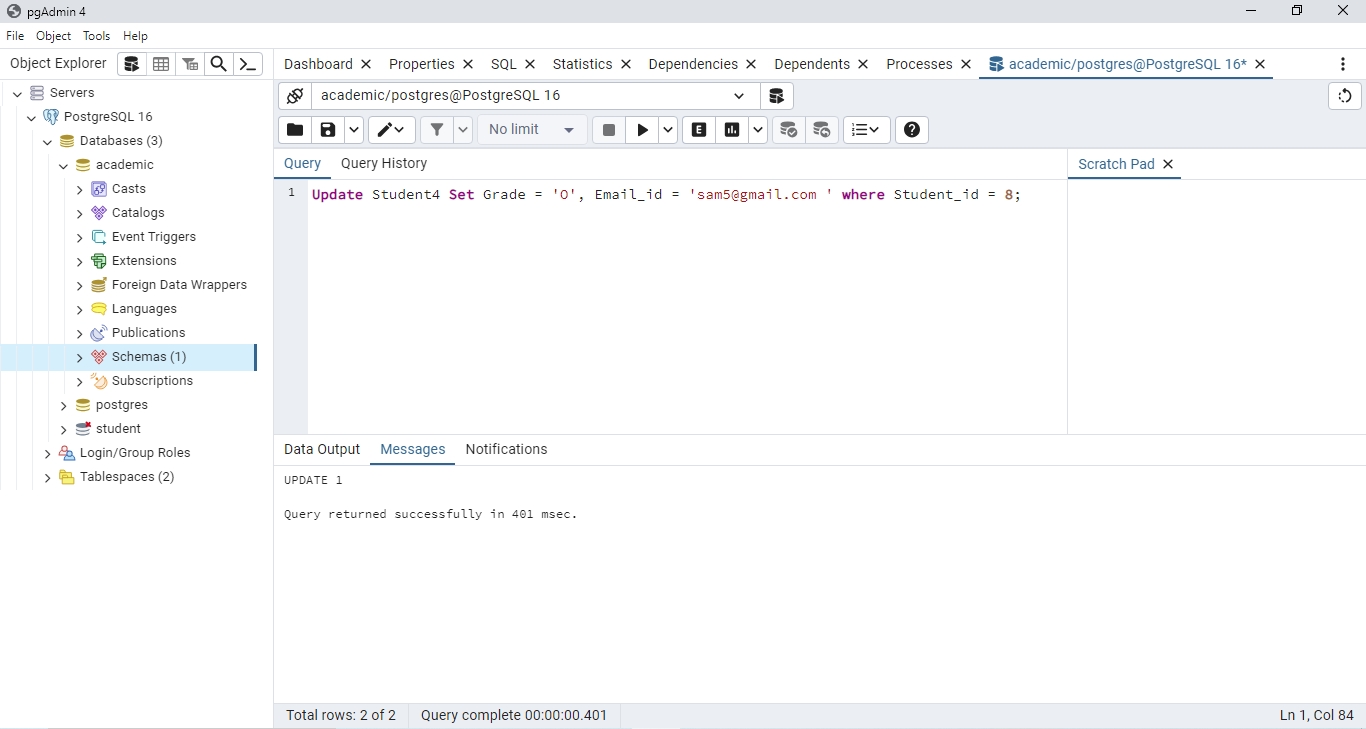 pgAdmin 4
File Object Tools Help
Object Explorer
Dashboard Properties SQL Statistics Dependencies Dependents Processes academic/postgres@PostgreSQL 16*
Servers
PostgreSQL 16
Databases (3)
academic
Casts
Catalogs
Event Triggers
Extensions
Foreign Data Wrappers
Languages
Publications
Schemas (1)
Subscriptions
postgres
student
Login/Group Roles
Tablespaces (2)
academic/postgres@PostgreSQL 16
No limit
E
Query Query History
Scratch Pad
1 Update Student4 Set Grade = 'O', Email_id = 'sam5@gmail.com ' where Student_id = 8;
Data Output Messages Notifications
UPDATE 1
Query returned successfully in 401 msec.
Total rows: 2 of 2 Query complete 00:00:00.401 Ln 1, Col 84